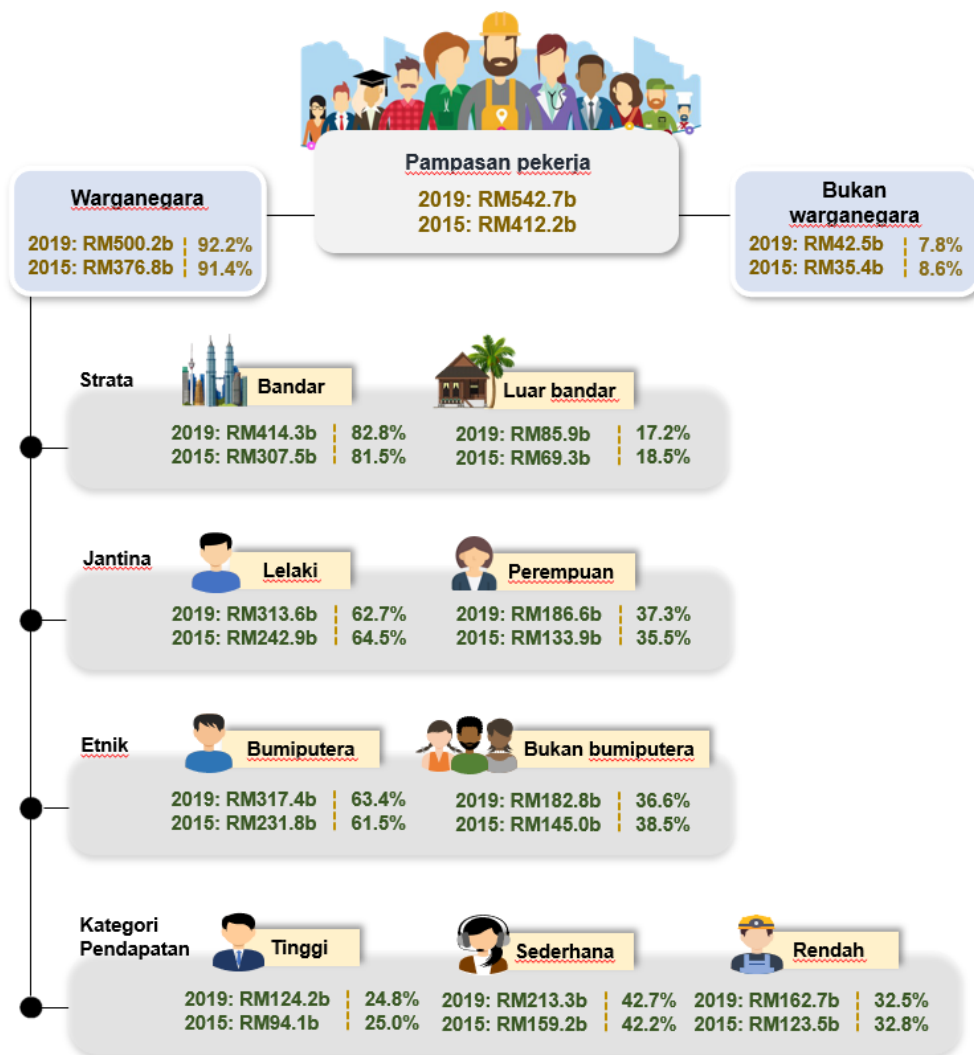 Pampasan pekerja
2019: RM542.7b
2015: RM412.2b
Warganegara
2019: RM500.2b 92.2%
2015: RM376.8b 91.4%
Bukan
warganegara
2019: RM42.5b 7.8%
2015: RM35.4b 8.6%
Strata
Bandar
2019: RM414.3b 82.8%
2015: RM307.5b 81.5%
Luar bandar
2019: RM85.9b 17.2%
2015: RM69.3b 18.5%
Jantina
Lelaki
2019: RM313.6b 62.7%
2015: RM242.9b 64.5%
Perempuan
2019: RM186.6b 37.3%
2015: RM133.9b 35.5%
Etnik
Bumiputera
2019: RM317.4b 63.4%
2015: RM231.8b 61.5%
Bukan bumiputera
2019: RM182.8b 36.6%
2015: RM145.0b 38.5%
Kategori
Pendapatan
Tinggi
2019: RM124.2b 24.8%
2015: RM94.1b 25.0%
Sederhana
2019: RM213.3b 42.7%
2015: RM159.2b 42.2%
Rendah
2019: RM162.7b 32.5%
2015: RM123.5b 32.8%